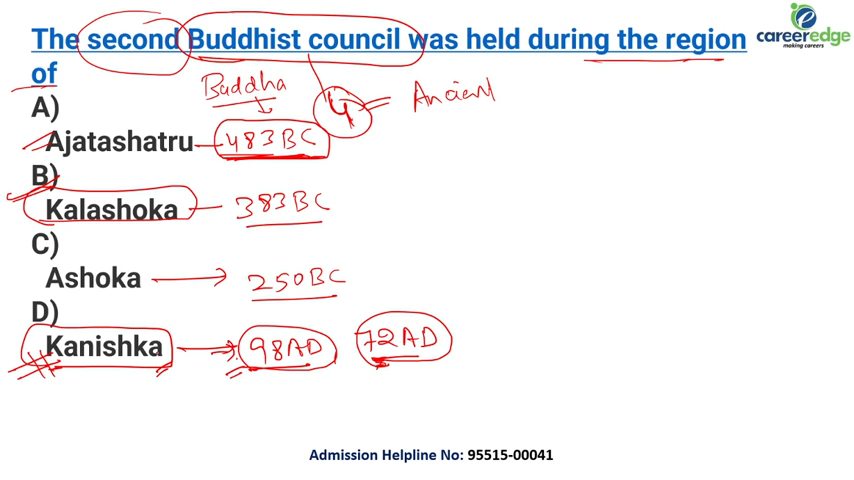 The second Buddhist council was held during the region
of
careeredge
making careers
Buddha
4
Ancient
A)
Ajatashatru 483BC
B)
Kalashoka 383BC
C)
Ashoka 250BC
D)
Kanishka 98AD 72AD
Admission Helpline No: 95515-00041